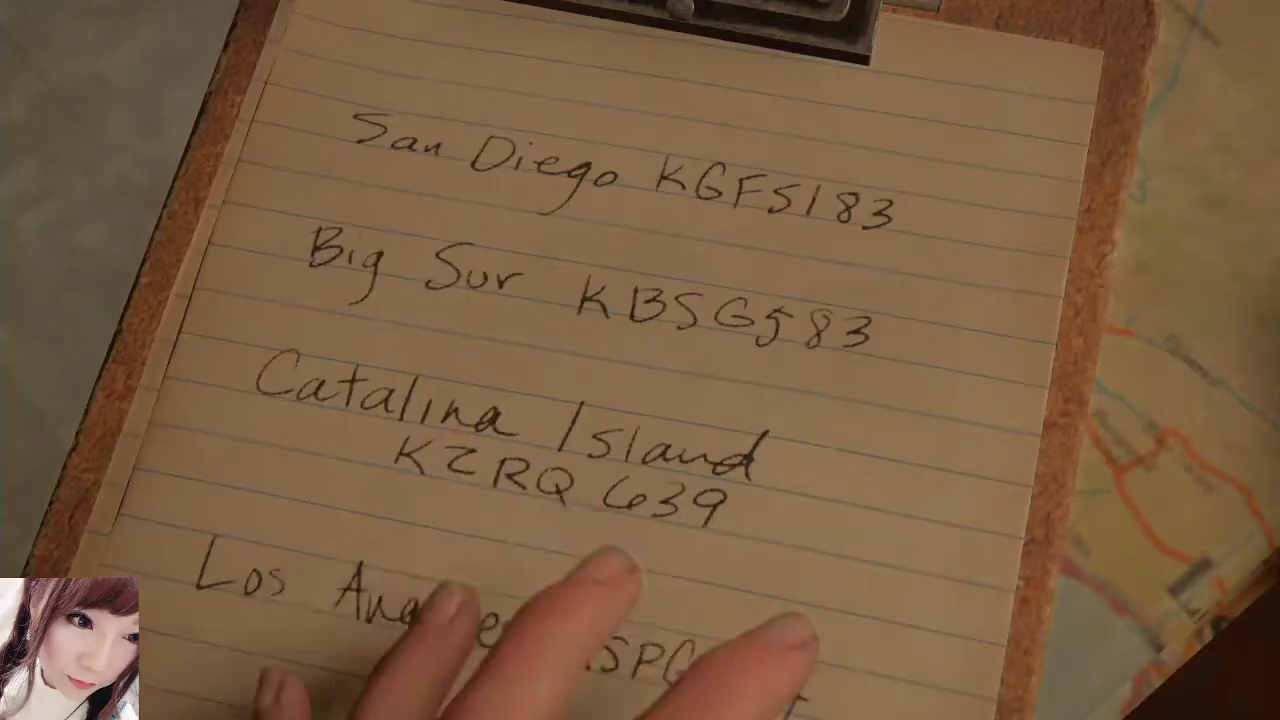 San Diego KGFS183
Big Sur KBSG583
Catalina Island
KZRQ 639
Los